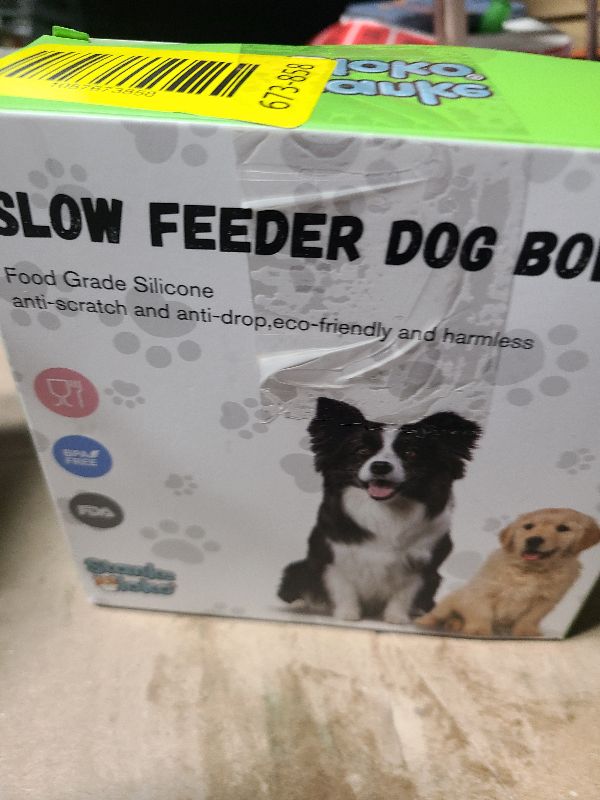 673-858
SLOW FEEDER DOG BO
Food Grade Silicone
anti-scratch and anti-drop,eco-friendly and harmless
BPA
FREE